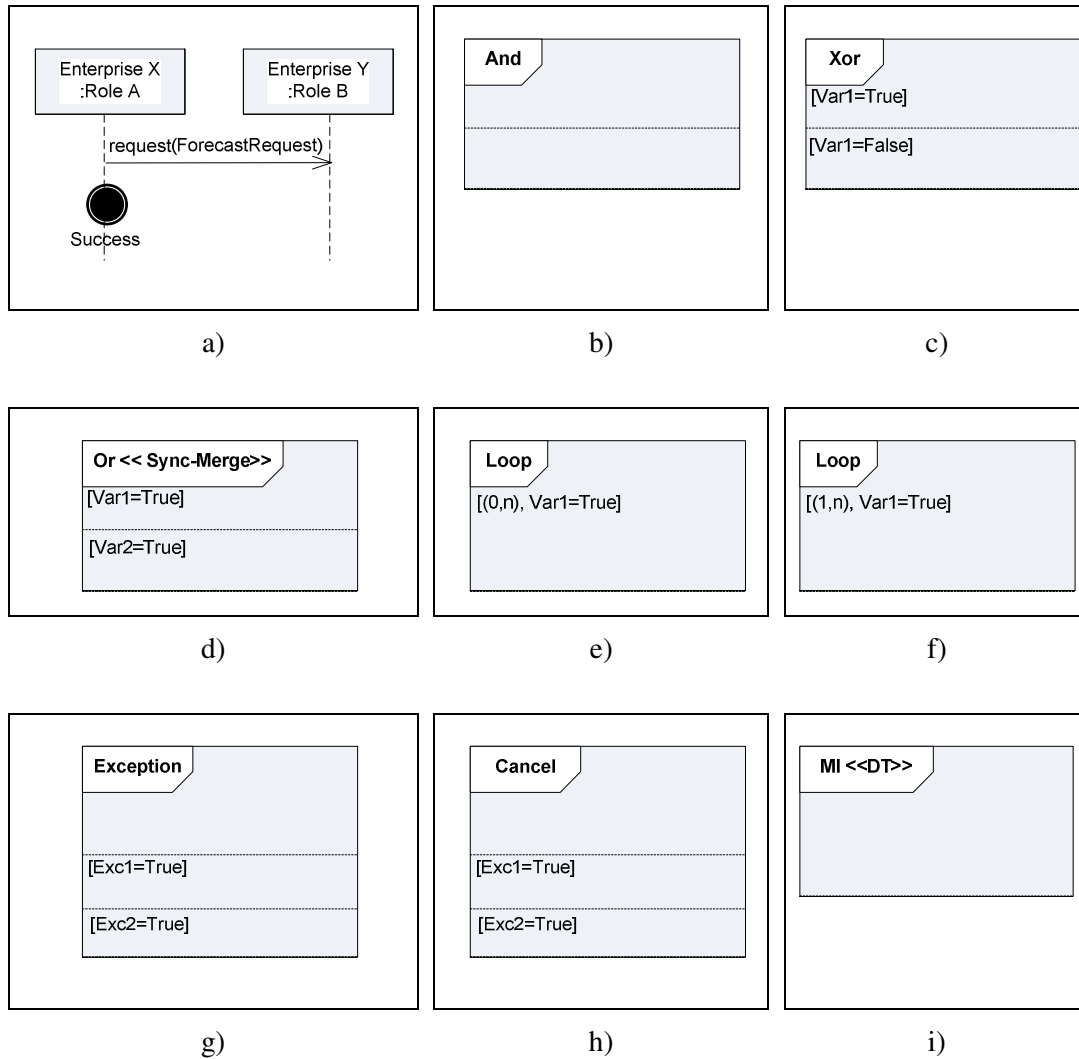 Enterprise X
:Role A
Enterprise Y
:Role B
request(ForecastRequest)
Success
a)
And
b)
Xor
[Var1=True]
[Var1=False]
c)
Or << Sync-Merge>>
[Var1=True]
[Var2=True]
d)
Loop
[(0,n), Var1=True]
e)
Loop
[(1,n), Var1=True]
f)
Exception
[Exc1=True]
[Exc2=True]
g)
Cancel
[Exc1=True]
[Exc2=True]
h)
MI <<DT>>
i)